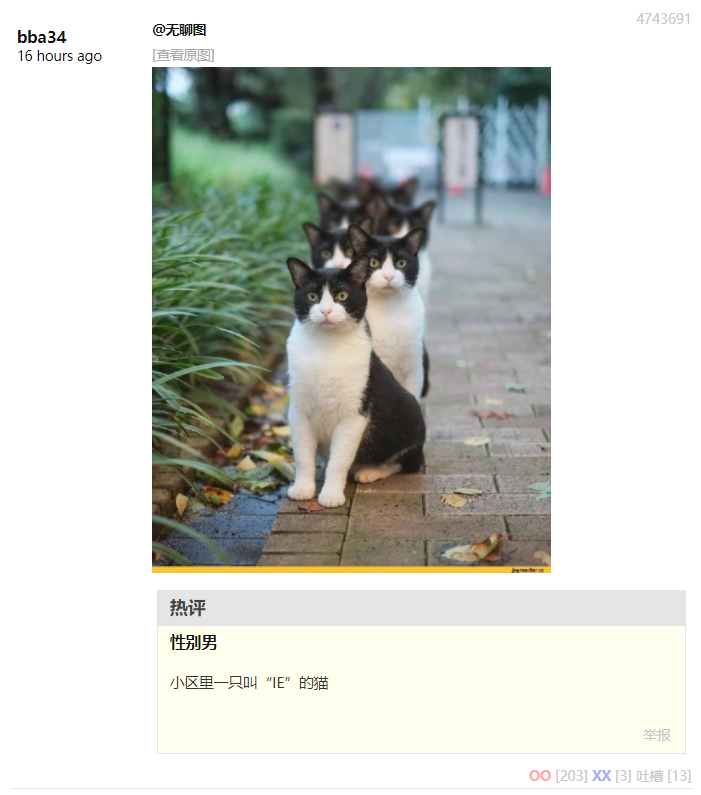 4743691
bba34
@无聊图
16 hours ago
[查看原图]
joyreactor.cc
热评
性别男
小区里一只叫“IE”的猫
举报
OO [203] XX [3] 吐槽 [13]